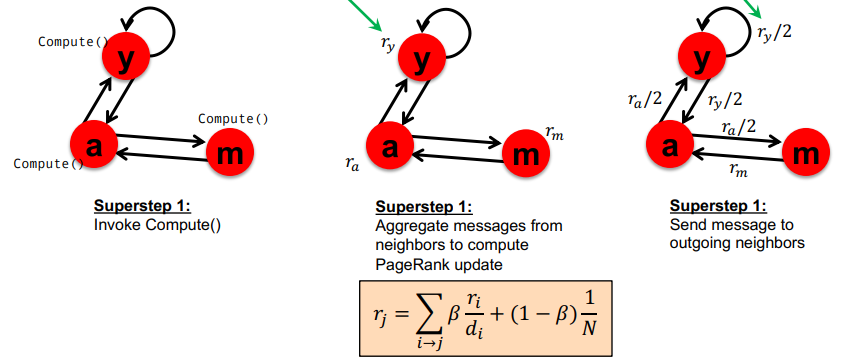 Compute()
y
Compute()
a
Compute()
m
Superstep 1:
Invoke Compute()
r_y
y
a
r_a
m
r_m
Superstep 1:
Aggregate messages from
neighbors to compute
PageRank update
r_j = ∑_{i→j} β r_i/d_i + (1 − β) 1/N
y
r_y/2
r_a/2
r_y/2
a
r_a/2
m
r_m
Superstep 1:
Send message to
outgoing neighbors